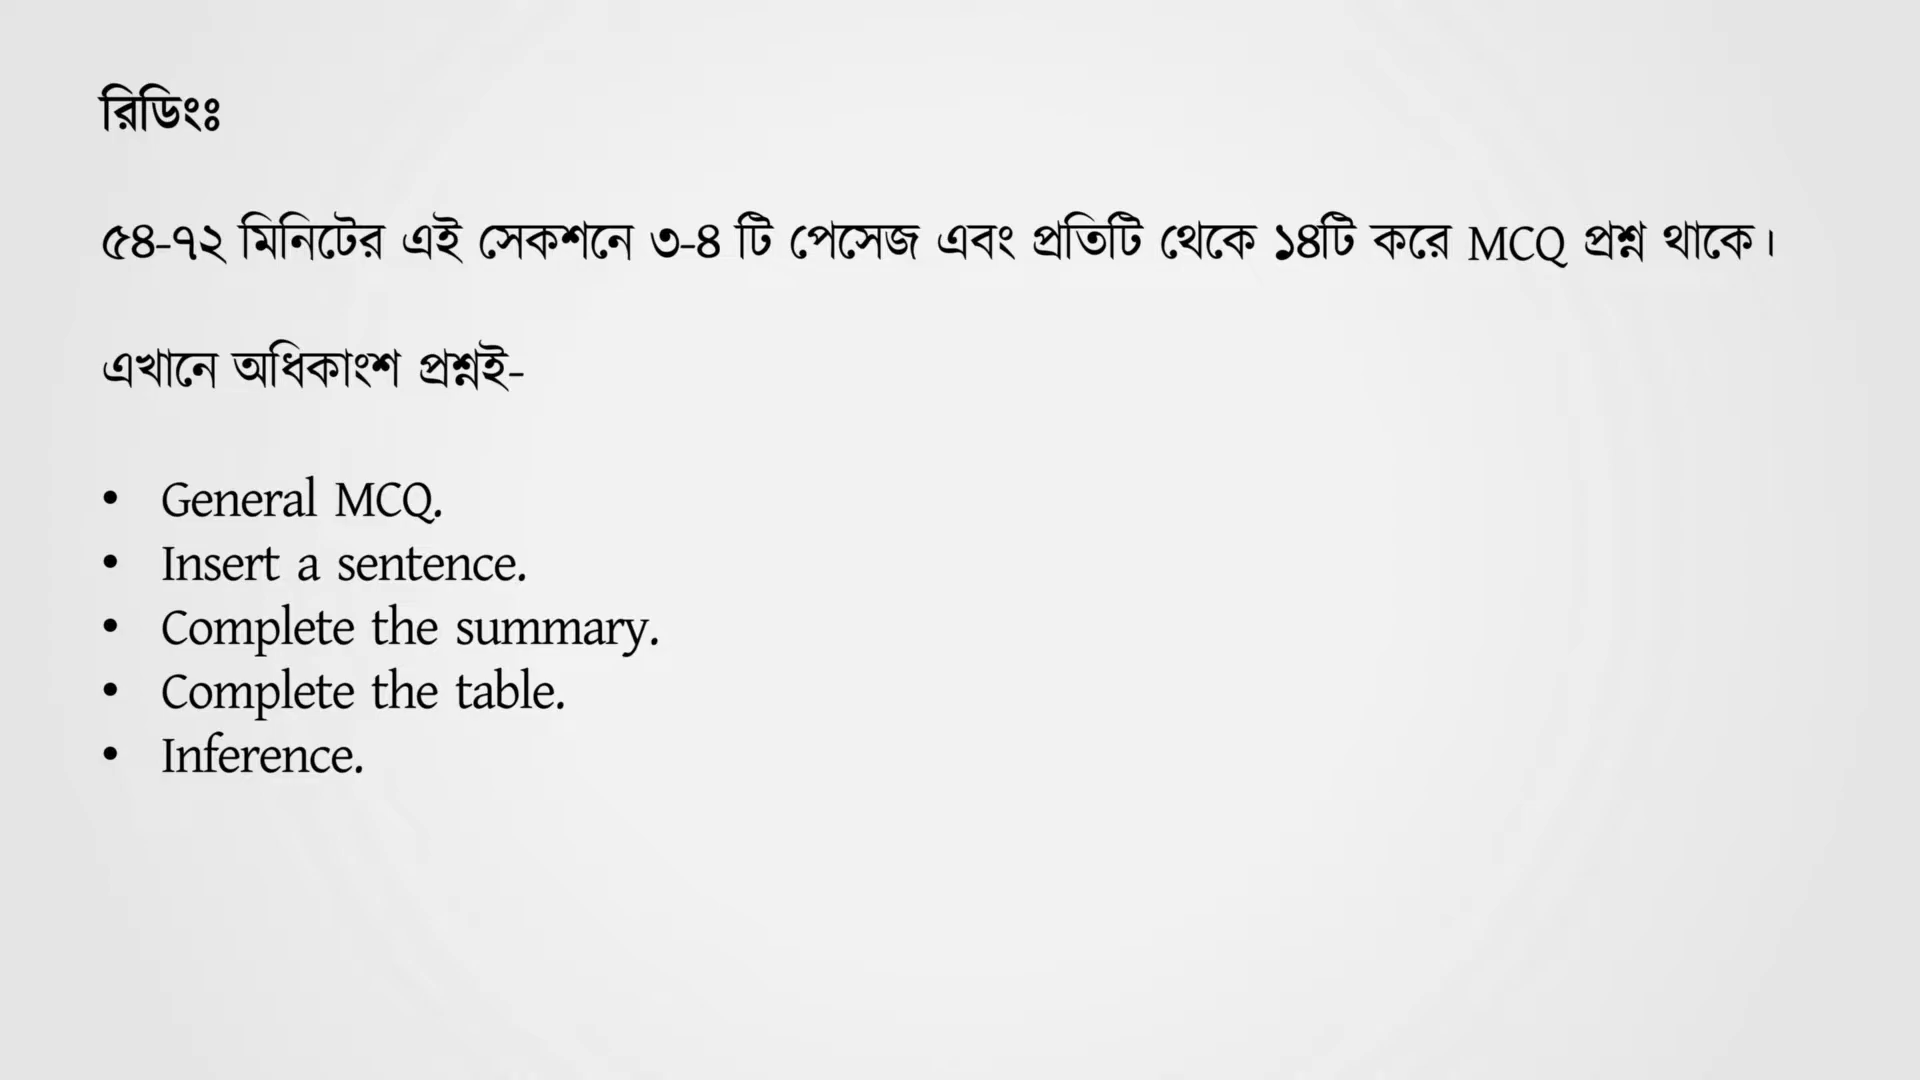 রিডিংঃ
৫৪-৭২ মিনিটের এই সেকশনে ৩-৪ টি পেসেজ এবং প্রতিটি থেকে ১৪টি করে MCQ প্রশ্ন থাকে।
এখানে অধিকাংশ প্রশ্নই-
• General MCQ.
• Insert a sentence.
• Complete the summary.
• Complete the table.
• Inference.